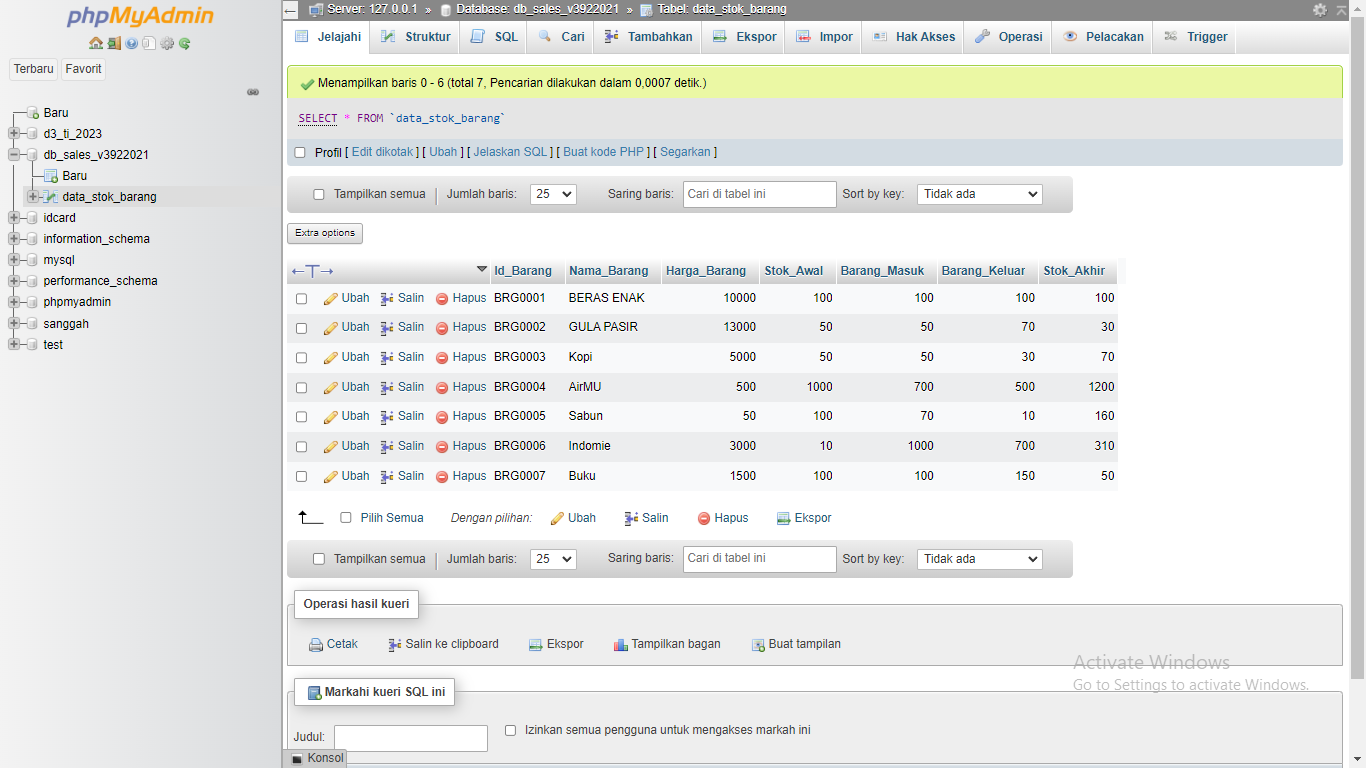 phpMyAdmin
Terbaru Favorit
Baru
d3_ti_2023
db_sales_v3922021
Baru
data_stok_barang
idcard
information_schema
mysql
performance_schema
phpmyadmin
sanggah
test
Server: 127.0.0.1 » Database: db_sales_v3922021 » Tabel: data_stok_barang
Jelajahi Struktur SQL Cari Tambahkan Ekspor Impor Hak Akses Operasi Pelacakan Trigger
Menampilkan baris 0 - 6 (total 7, Pencarian dilakukan dalam 0,0007 detik.)
SELECT * FROM `data_stok_barang`
Profil [ Edit dikotak ] [ Ubah ] [ Jelaskan SQL ] [ Buat kode PHP ] [ Segarkan ]
Tampilkan semua | Jumlah baris: 25 Saring baris: Cari di tabel ini Sort by key: Tidak ada
Extra options
←T→ Id_Barang Nama_Barang Harga_Barang Stok_Awal Barang_Masuk Barang_Keluar Stok_Akhir
Ubah Salin Hapus BRG0001 BERAS ENAK 10000 100 100 100 100
Ubah Salin Hapus BRG0002 GULA PASIR 13000 50 50 70 30
Ubah Salin Hapus BRG0003 Kopi 5000 50 50 30 70
Ubah Salin Hapus BRG0004 AirMU 500 1000 700 500 1200
Ubah Salin Hapus BRG0005 Sabun 50 100 70 10 160
Ubah Salin Hapus BRG0006 Indomie 3000 10 1000 700 310
Ubah Salin Hapus BRG0007 Buku 1500 100 100 150 50
Pilih Semua Dengan pilihan: Ubah Salin Hapus Ekspor
Tampilkan semua | Jumlah baris: 25 Saring baris: Cari di tabel ini Sort by key: Tidak ada
Operasi hasil kueri
Cetak Salin ke clipboard Ekspor Tampilkan bagan Buat tampilan
Activate Windows
Go to Settings to activate Windows.
Markahi kueri SQL ini
Judul: Izinkan semua pengguna untuk mengakses markah ini
Konsol